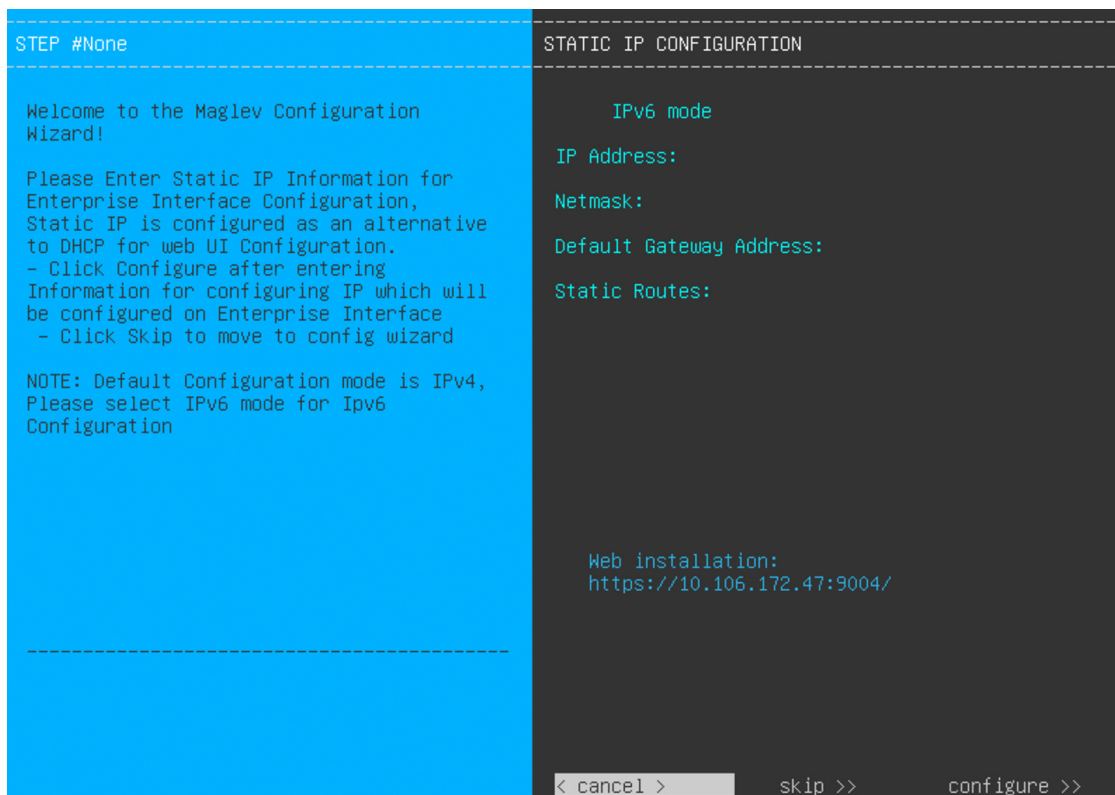 STEP #None
Welcome to the Maglev Configuration
Wizard!
Please Enter Static IP Information for
Enterprise Interface Configuration,
Static IP is configured as an alternative
to DHCP for web UI Configuration.
- Click Configure after entering
Information for configuring IP which will
be configured on Enterprise Interface
- Click Skip to move to config wizard
NOTE: Default Configuration mode is IPv4,
Please select IPv6 mode for Ipv6
Configuration
STATIC IP CONFIGURATION
IPv6 mode
IP Address:
Netmask:
Default Gateway Address:
Static Routes:
Web installation:
https://10.106.172.47:9004/
< cancel > skip >> configure >>